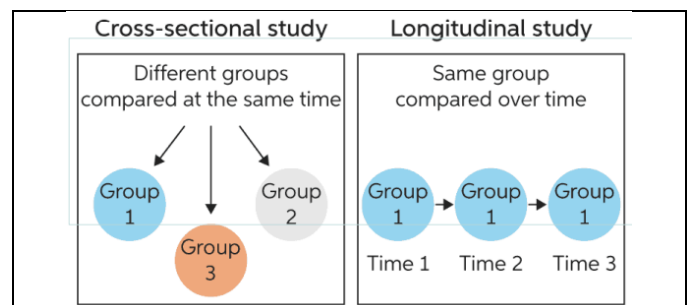 Cross-sectional study
Different groups
compared at the same time
Group
1
Group
3
Group
2
Longitudinal study
Same group
compared over time
Group
1
Group
1
Group
1
Time 1
Time 2
Time 3